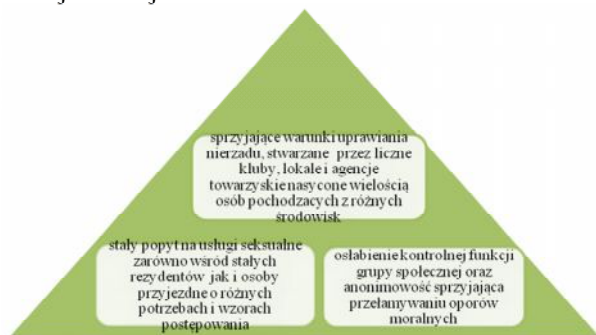 sprzyjające warunki uprawiania
nierzadu, stwarzane przez liczne
kluby, lokale i agencje
towarzyskie nasycone wielością
osób pochodzacych z różnych
środowisk
stały popyt na usługi seksualne
zarówno wśród stałych
rezydentów jak i osoby
przyjezdne o różnych
potrzebach i wzorach
postępowania
osłabienie kontrolnej funkcji
grupy społecznej oraz
anonimowość sprzyjająca
przełamywaniu oporów
moralnych